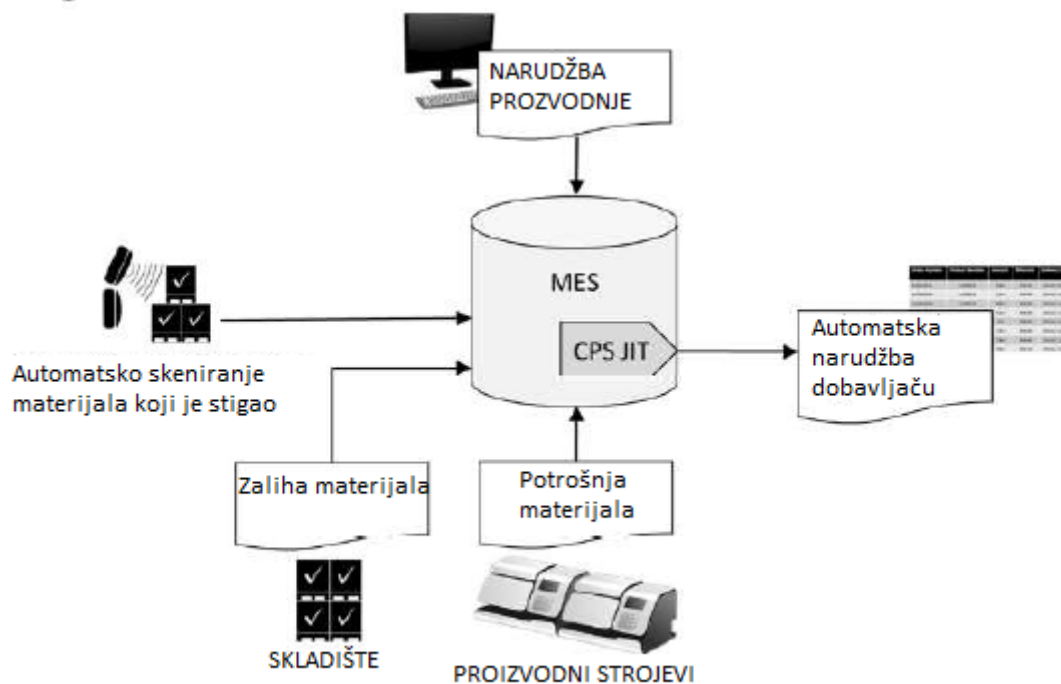 NARUDŽBA
PROZVODNJE
MES
CPS JIT
Automatsko skeniranje
materijala koji je stigao
Automatska
narudžba
dobavljaču
Zaliha materijala
Potrošnja
materijala
SKLADIŠTE
PROIZVODNI STROJEVI